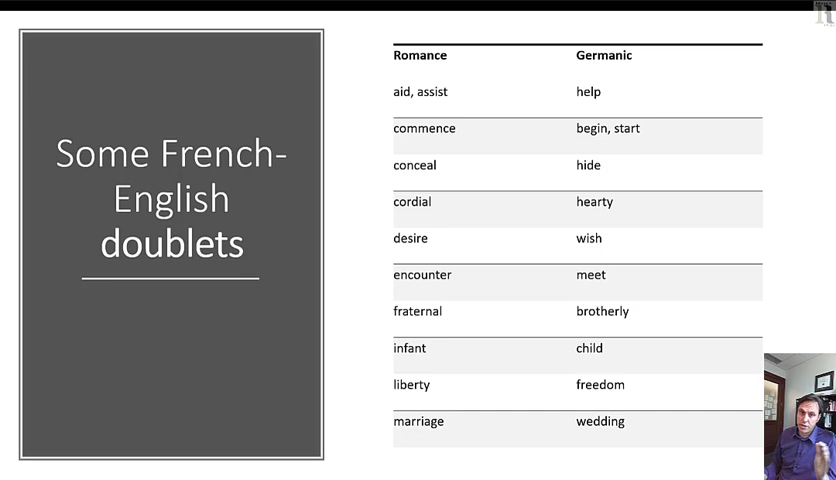 Some French-
English
doublets
Romance Germanic
aid, assist help
commence begin, start
conceal hide
cordial hearty
desire wish
encounter meet
fraternal brotherly
infant child
liberty freedom
marriage wedding